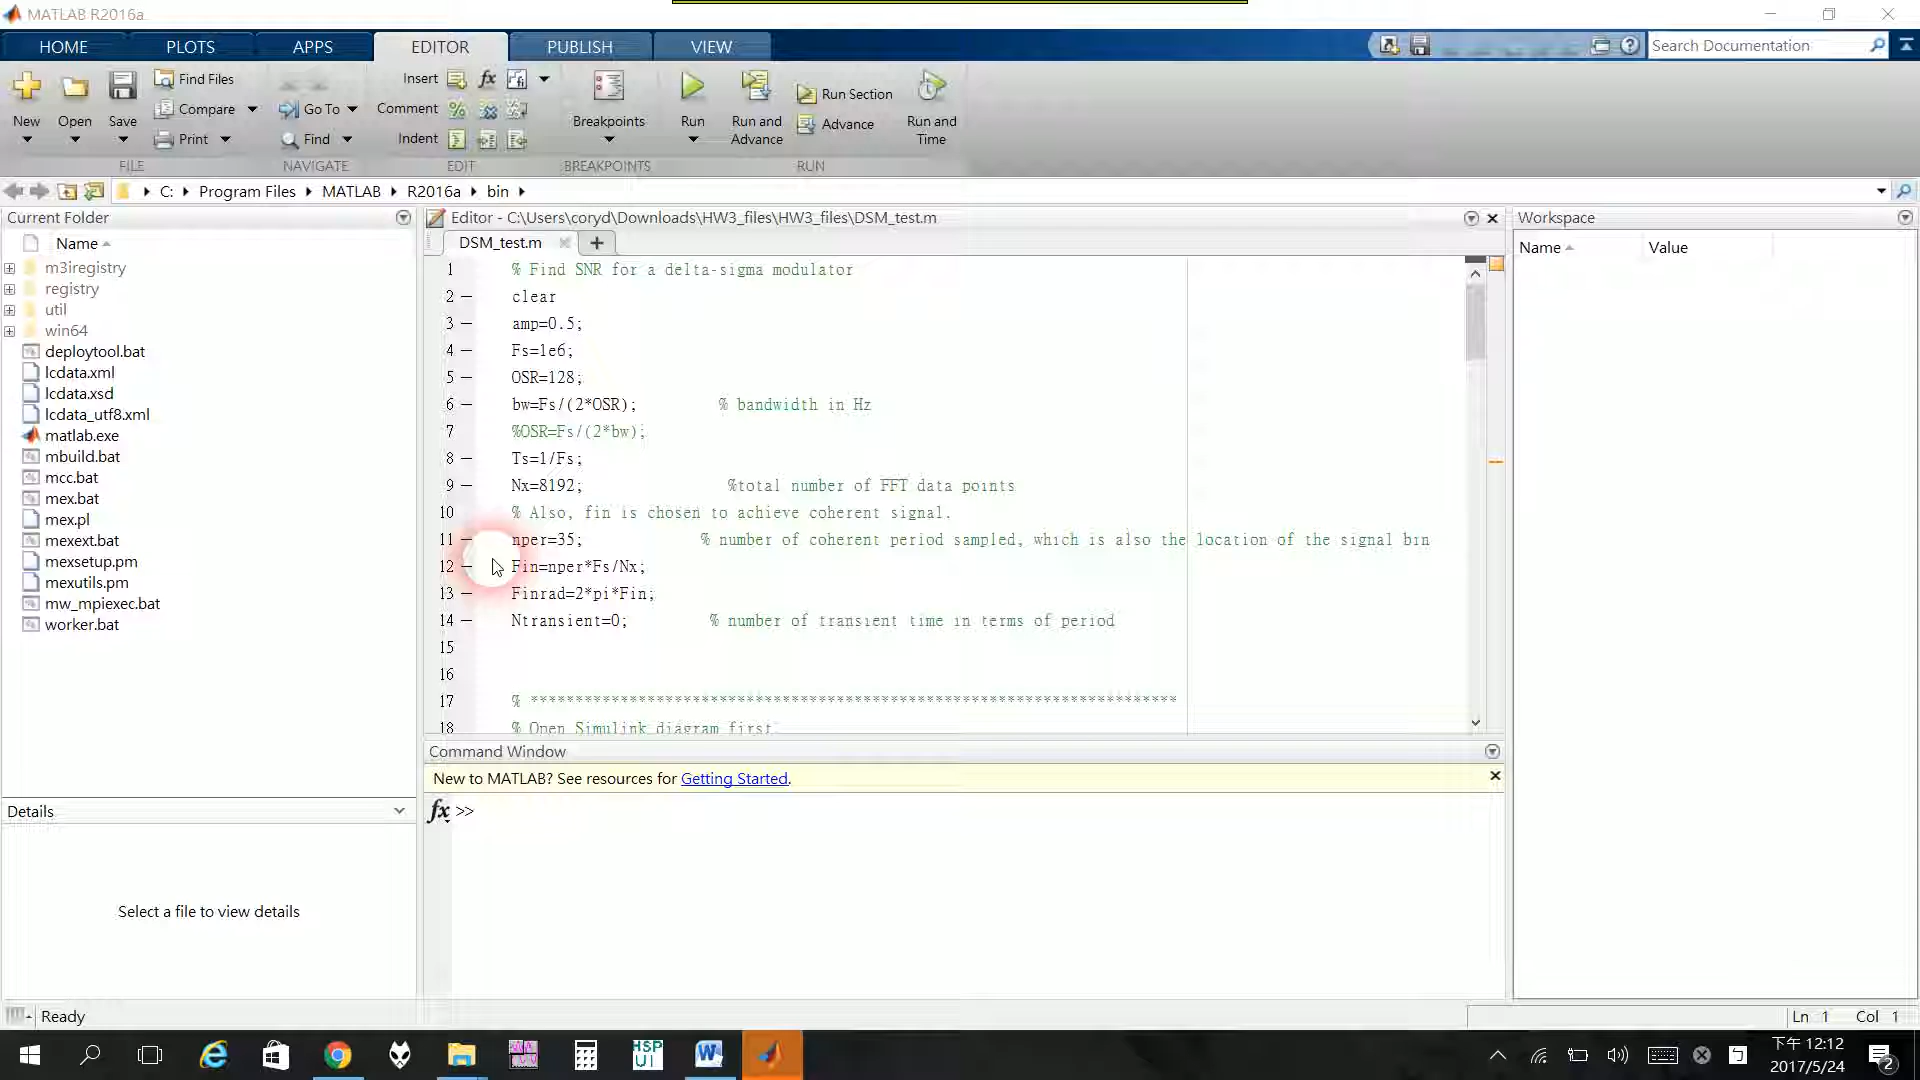 MATLAB R2016a
HOME PLOTS APPS EDITOR PUBLISH VIEW
Search Documentation
New Open Save
Find Files
Compare
Print
FILE
Go To
Find
NAVIGATE
Insert fx
Comment
Indent
EDIT
Breakpoints
BREAKPOINTS
Run
Run and Advance
Run Section
Advance
Run and Time
RUN
C: Program Files MATLAB R2016a bin
Current Folder
Name
m3iregistry
registry
util
win64
deploytool.bat
lcdata.xml
lcdata.xsd
lcdata_utf8.xml
matlab.exe
mbuild.bat
mcc.bat
mex.bat
mex.pl
mexext.bat
mexsetup.pm
mexutils.pm
mw_mpiexec.bat
worker.bat
Details
Select a file to view details
Editor - C:\Users\coryd\Downloads\HW3_files\HW3_files\DSM_test.m
DSM_test.m
1 % Find SNR for a delta-sigma modulator
2 clear
3 amp=0.5;
4 Fs=1e6;
5 OSR=128;
6 bw=Fs/(2*OSR); % bandwidth in Hz
7 %OSR=Fs/(2*bw);
8 Ts=1/Fs;
9 Nx=8192; %total number of FFT data points
10 % Also, fin is chosen to achieve coherent signal.
11 nper=35; % number of coherent period sampled, which is also the location of the signal bin
12 Fin=nper*Fs/Nx;
13 Finrad=2*pi*Fin;
14 Ntransient=0; % number of transient time in terms of period
15
16
17 % ************************************************************************
18 % Open Simulink diagram first
Command Window
New to MATLAB? See resources for Getting Started.
fx >>
Workspace
Name Value
Ready
Ln 1 Col 1
HSP UI
下午 12:12
2017/5/24
2